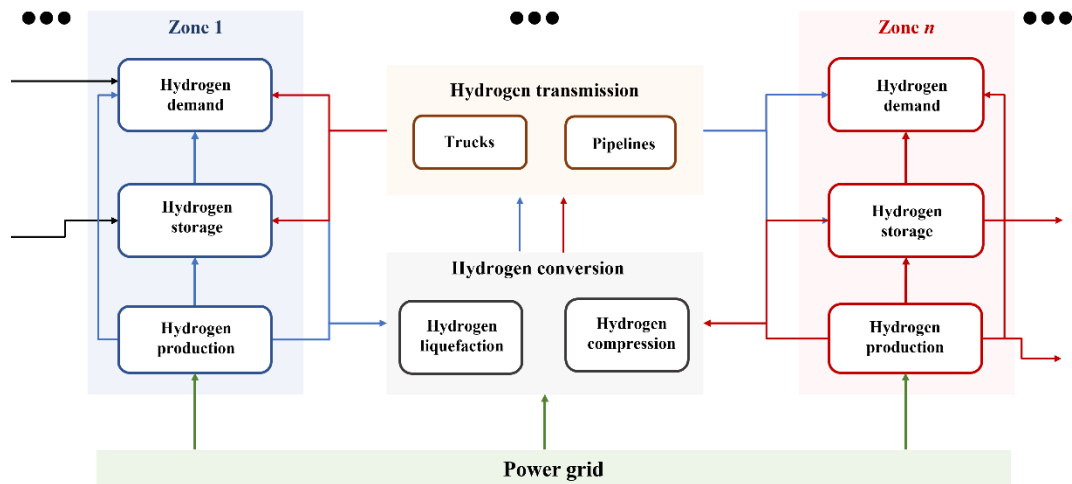 Zone 1
Zone n
Hydrogen
demand
Hydrogen transmission
Trucks
Pipelines
Hydrogen
demand
Hydrogen
storage
Hydrogen
storage
Hydrogen conversion
Hydrogen
liquefaction
Hydrogen
compression
Hydrogen
production
Hydrogen
production
Power grid